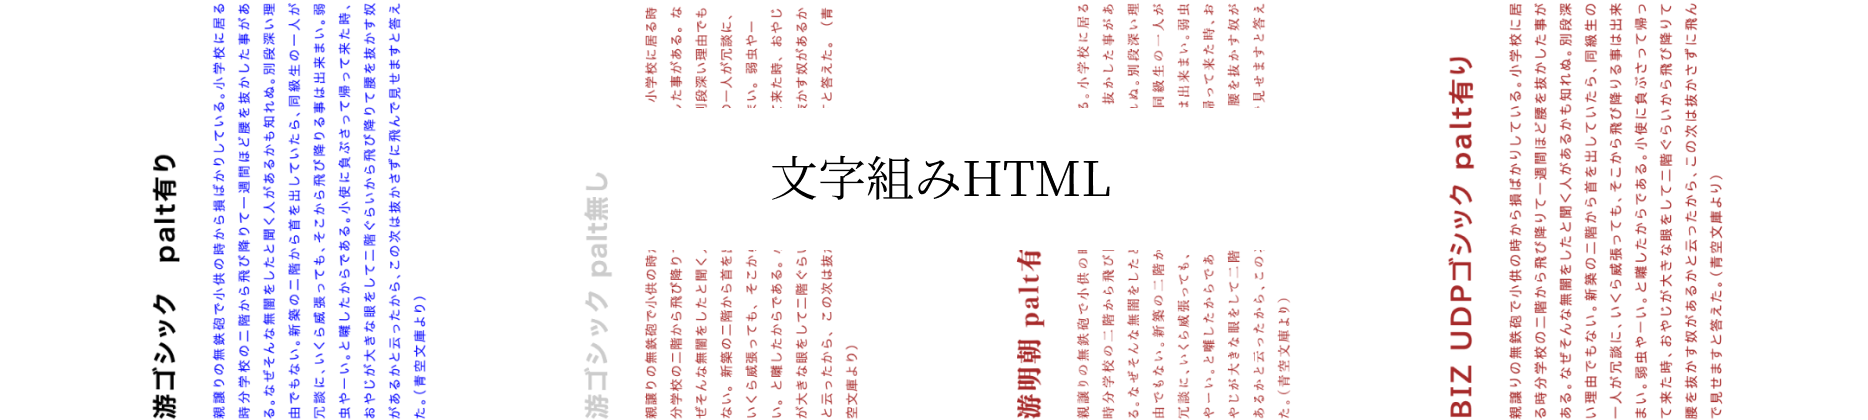 游ゴシック　palt有り
親譲りの無鉄砲で小供の時から損ばかりしている。小学校に居る
時分学校の二階から飛び降りて一週間ほど腰を抜かした事があ
る。なぜそんな無闇をしたと聞く人があるかも知れぬ。別段深い理
由でもない。新築の二階から首を出していたら、同級生の一人が
冗談に、いくら威張っても、そこから飛び降りる事は出来まい。弱
虫やーい。と囃したからである。小使に負ぶさって帰って来た時、
おやじが大きな眼をして二階ぐらいから飛び降りて腰を抜かす奴
があるかと云ったから、この次は抜かさずに飛んで見せますと答え
た。（青空文庫より）
游ゴシック palt無し
親譲りの無鉄砲で小供の時 小学校に居る時
分学校の二階から飛び降り た事がある。な
ぜそんな無闇をしたと聞く 別段深い理由でも
ない。新築の二階から首を の一人が冗談に、
いくら威張っても、そこか い。弱虫やー
い。と囃したからである。 来た時、おやじ
が大きな眼をして二階ぐら かす奴があるか
と云ったから、この次は抜 と答えた。（青
空文庫より）
文字組みHTML
游明朝 palt有
親譲りの無鉄砲で小供の る。小学校に居る
時分学校の二階から飛び 抜かした事があ
る。なぜそんな無闇をしたと ぬ。別段深い理
由でもない。新築の二階か 同級生の一人が
冗談に、いくら威張っても、 は出来まい。弱虫
やーい。と囃したからであ 帰って来た時、お
やじが大きな眼をして二階 腰を抜かす奴が
あるかと云ったから、この 見せますと答え
た。（青空文庫より）
BIZ UDPゴシック palt有り
親譲りの無鉄砲で小供の時から損ばかりしている。小学校に居
る時分学校の二階から飛び降りて一週間ほど腰を抜かした事が
ある。なぜそんな無闇をしたと聞く人があるかも知れぬ。別段深
い理由でもない。新築の二階から首を出していたら、同級生の
一人が冗談に、いくら威張っても、そこから飛び降りる事は出来
まい。弱虫やーい。と囃したからである。小使に負ぶさって帰っ
て来た時、おやじが大きな眼をして二階ぐらいから飛び降りて
腰を抜かす奴があるかと云ったから、この次は抜かさずに飛ん
で見せますと答えた。（青空文庫より）